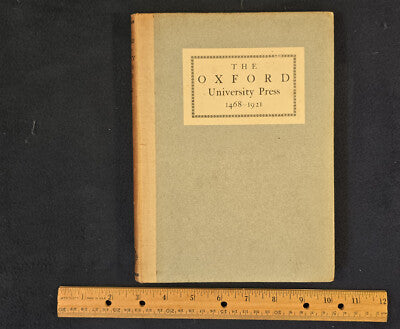 THE
OXFORD
University Press
1468-1921
1 2 3 4 5 6 7 8 9 10 11 12